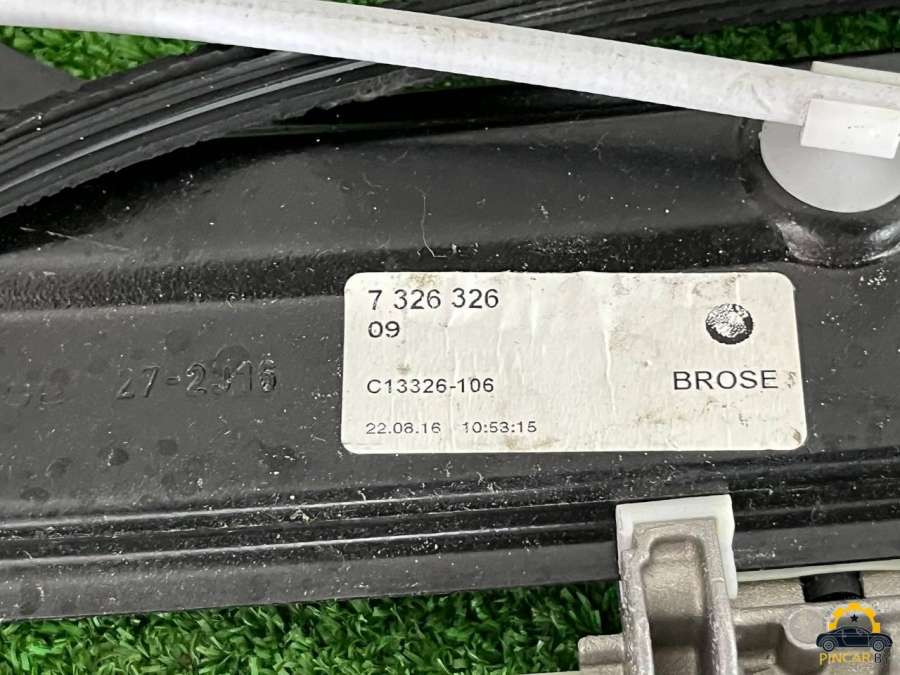 7 326 326
09
C13326-106
BROSE
22.08.16 10:53:15
27-2016
PINCAR.BY